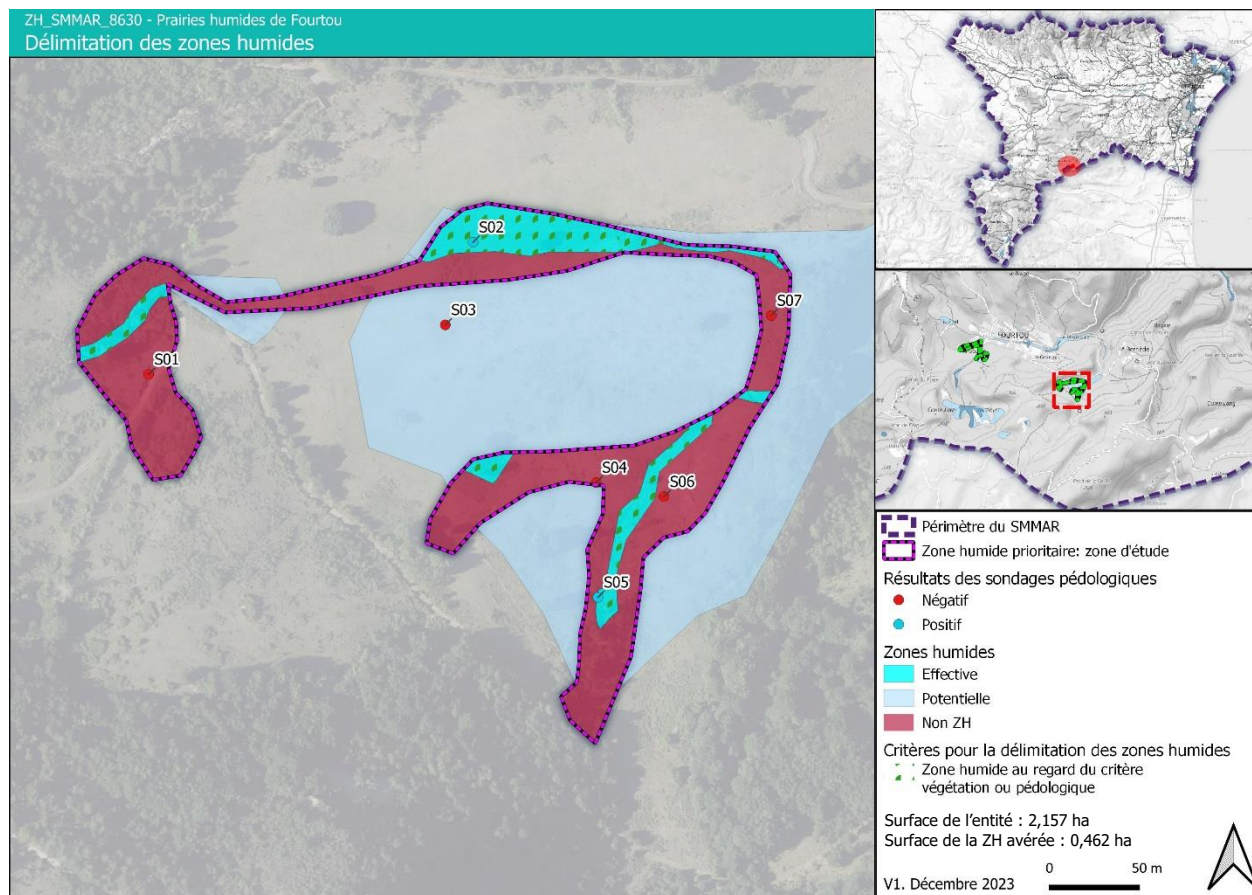 ZH_SMMAR_8630 - Prairies humides de Fourtou
Délimitation des zones humides
S02
S03
S07
S01
S04
S06
S05
FOURTOU
Périmètre du SMMAR
Zone humide prioritaire: zone d'étude
Résultats des sondages pédologiques
Négatif
Positif
Zones humides
Effective
Potentielle
Non ZH
Critères pour la délimitation des zones humides
Zone humide au regard du critère
végétation ou pédologique
Surface de l'entité : 2,157 ha
Surface de la ZH avérée : 0,462 ha
0 50 m
V1. Décembre 2023